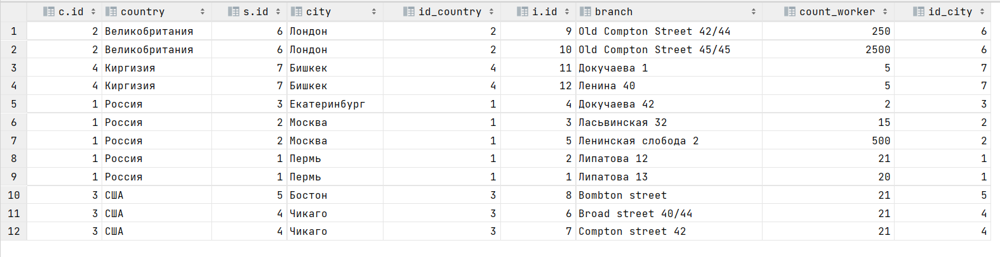 c.id country s.id city id_country i.id branch count_worker id_city
1 2 Великобритания 6 Лондон 2 9 Old Compton Street 42/44 250 6
2 2 Великобритания 6 Лондон 2 10 Old Compton Street 45/45 2500 6
3 4 Киргизия 7 Бишкек 4 11 Докучаева 1 5 7
4 4 Киргизия 7 Бишкек 4 12 Ленина 40 5 7
5 1 Россия 3 Екатеринбург 1 4 Докучаева 42 2 3
6 1 Россия 2 Москва 1 3 Ласьвинская 32 15 2
7 1 Россия 2 Москва 1 5 Ленинская слобода 2 500 2
8 1 Россия 1 Пермь 1 2 Липатова 12 21 1
9 1 Россия 1 Пермь 1 1 Липатова 13 20 1
10 3 США 5 Бостон 3 8 Bombton street 21 5
11 3 США 4 Чикаго 3 6 Broad street 40/44 21 4
12 3 США 4 Чикаго 3 7 Compton street 42 21 4